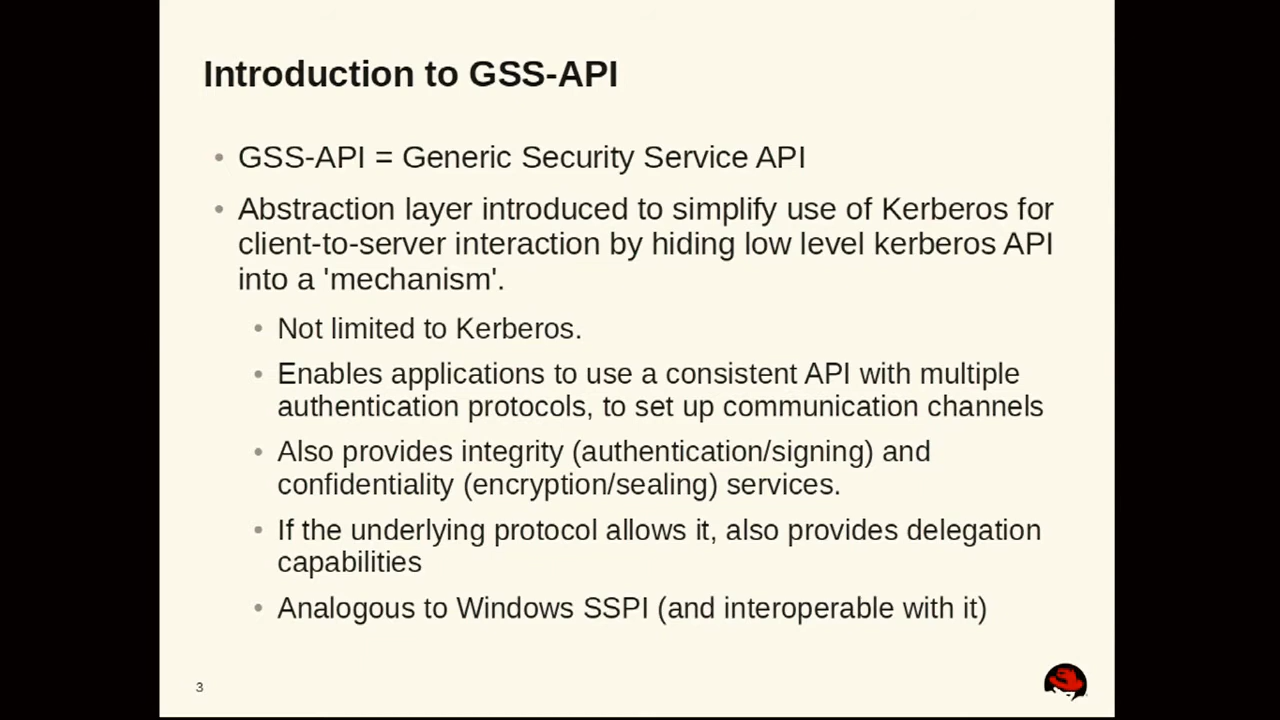 Introduction to GSS-API
• GSS-API = Generic Security Service API
• Abstraction layer introduced to simplify use of Kerberos for
client-to-server interaction by hiding low level kerberos API
into a 'mechanism'.
• Not limited to Kerberos.
• Enables applications to use a consistent API with multiple
authentication protocols, to set up communication channels
• Also provides integrity (authentication/signing) and
confidentiality (encryption/sealing) services.
• If the underlying protocol allows it, also provides delegation
capabilities
• Analogous to Windows SSPI (and interoperable with it)
3